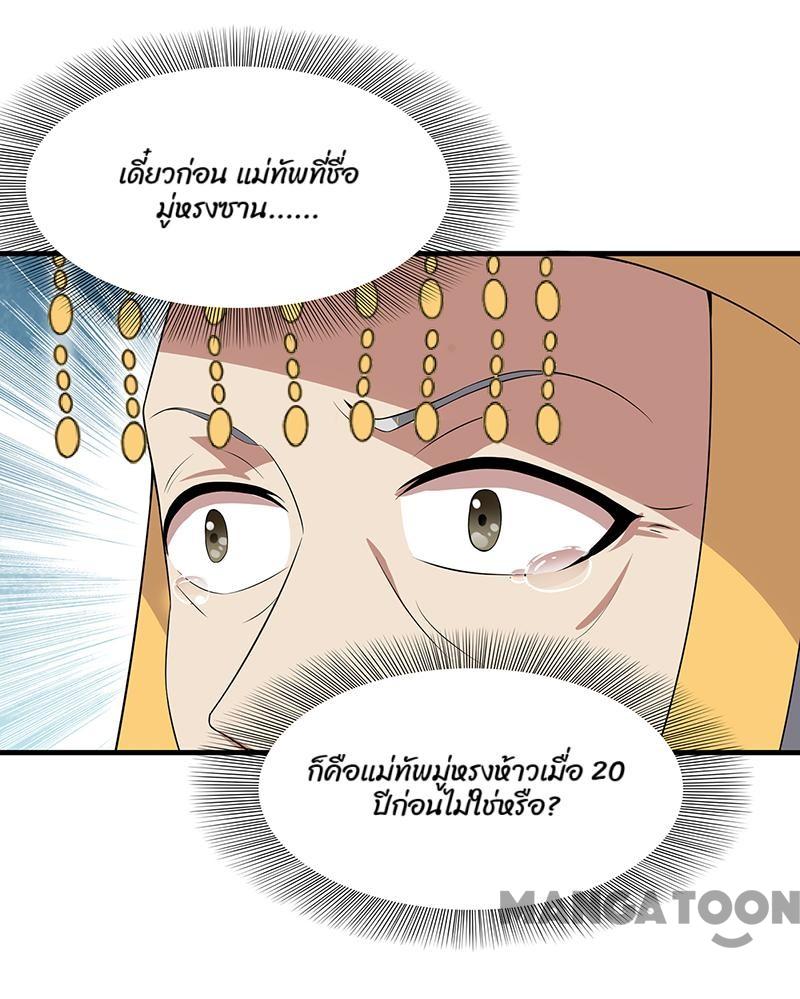 เดี๋ยวก่อน แม่ทัพที่ชื่อ
มู่หรงซาน......
ก็คือแม่ทัพมู่หรงห้าวเมื่อ 20
ปีก่อนไม่ใช่หรือ?
MANGATOON